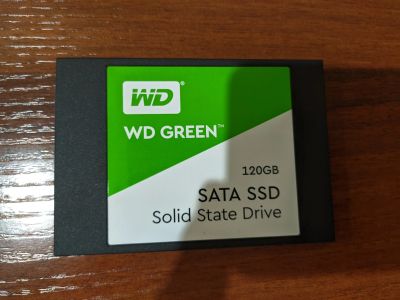 WD
WD GREEN™
120GB
SATA SSD
Solid State Drive